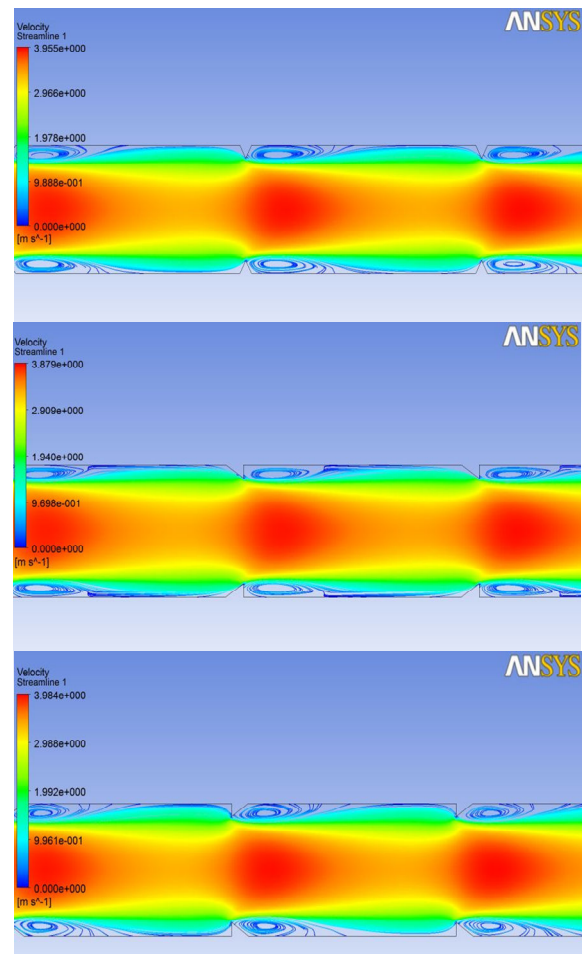 ANSYS
Velocity
Streamline 1
3.955e+000
2.966e+000
1.978e+000
9.888e-001
0.000e+000
[m s^-1]
ANSYS
Velocity
Streamline 1
3.879e+000
2.909e+000
1.940e+000
9.698e-001
0.000e+000
[m s^-1]
ANSYS
Velocity
Streamline 1
3.984e+000
2.988e+000
1.992e+000
9.961e-001
0.000e+000
[m s^-1]